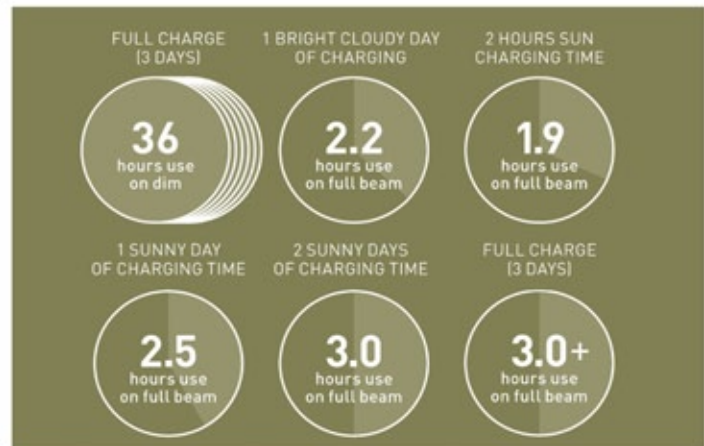 FULL CHARGE
(3 DAYS)
36
hours use
on dim
1 BRIGHT CLOUDY DAY
OF CHARGING
2.2
hours use
on full beam
2 HOURS SUN
CHARGING TIME
1.9
hours use
on full beam
1 SUNNY DAY
OF CHARGING TIME
2.5
hours use
on full beam
2 SUNNY DAYS
OF CHARGING TIME
3.0
hours use
on full beam
FULL CHARGE
(3 DAYS)
3.0+
hours use
on full beam